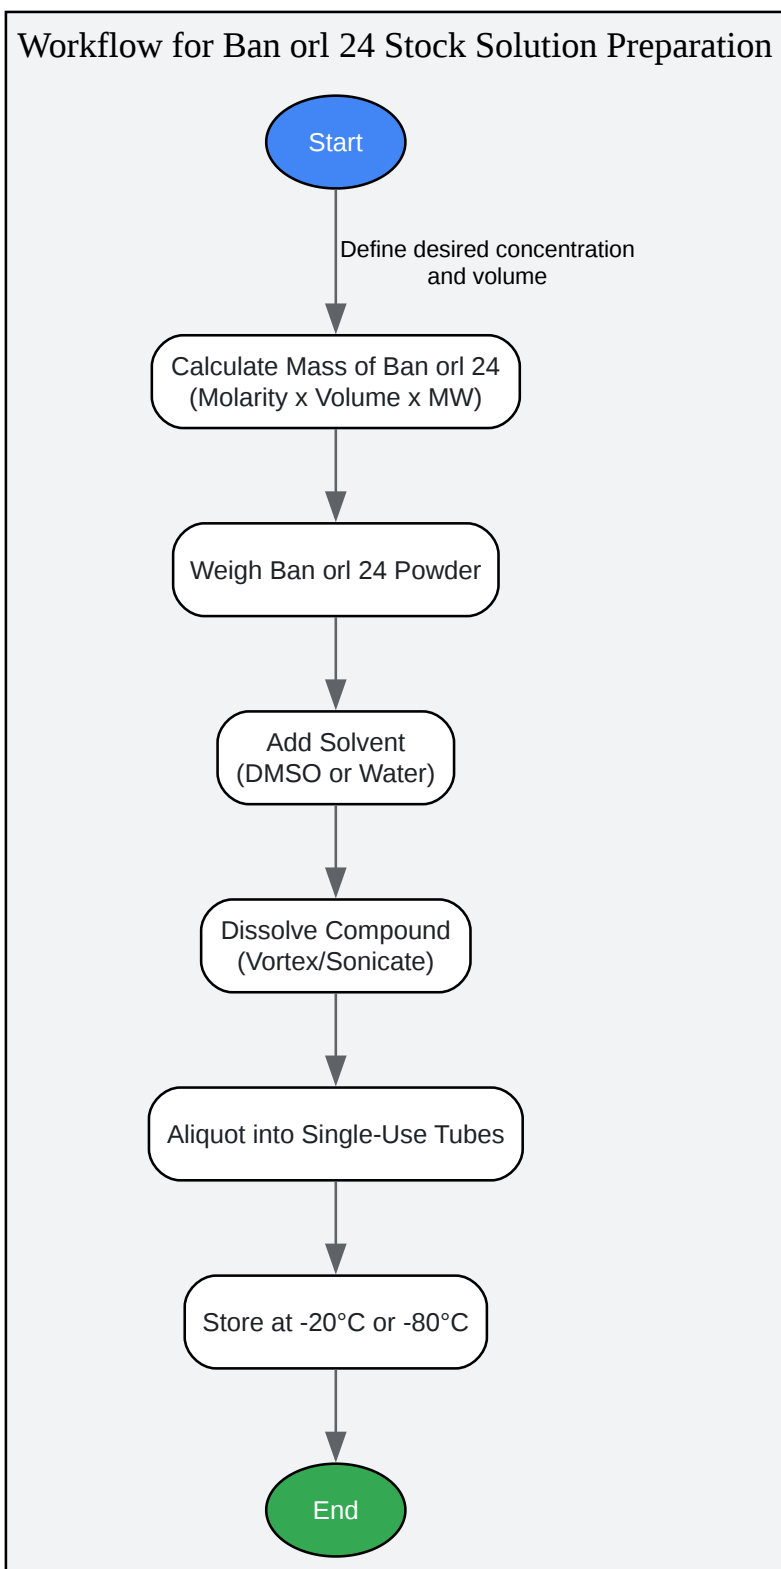 Workflow for Ban orl 24 Stock Solution Preparation
Start
Define desired concentration
and volume
Calculate Mass of Ban orl 24
(Molarity x Volume x MW)
Weigh Ban orl 24 Powder
Add Solvent
(DMSO or Water)
Dissolve Compound
(Vortex/Sonicate)
Aliquot into Single-Use Tubes
Store at -20°C or -80°C
End